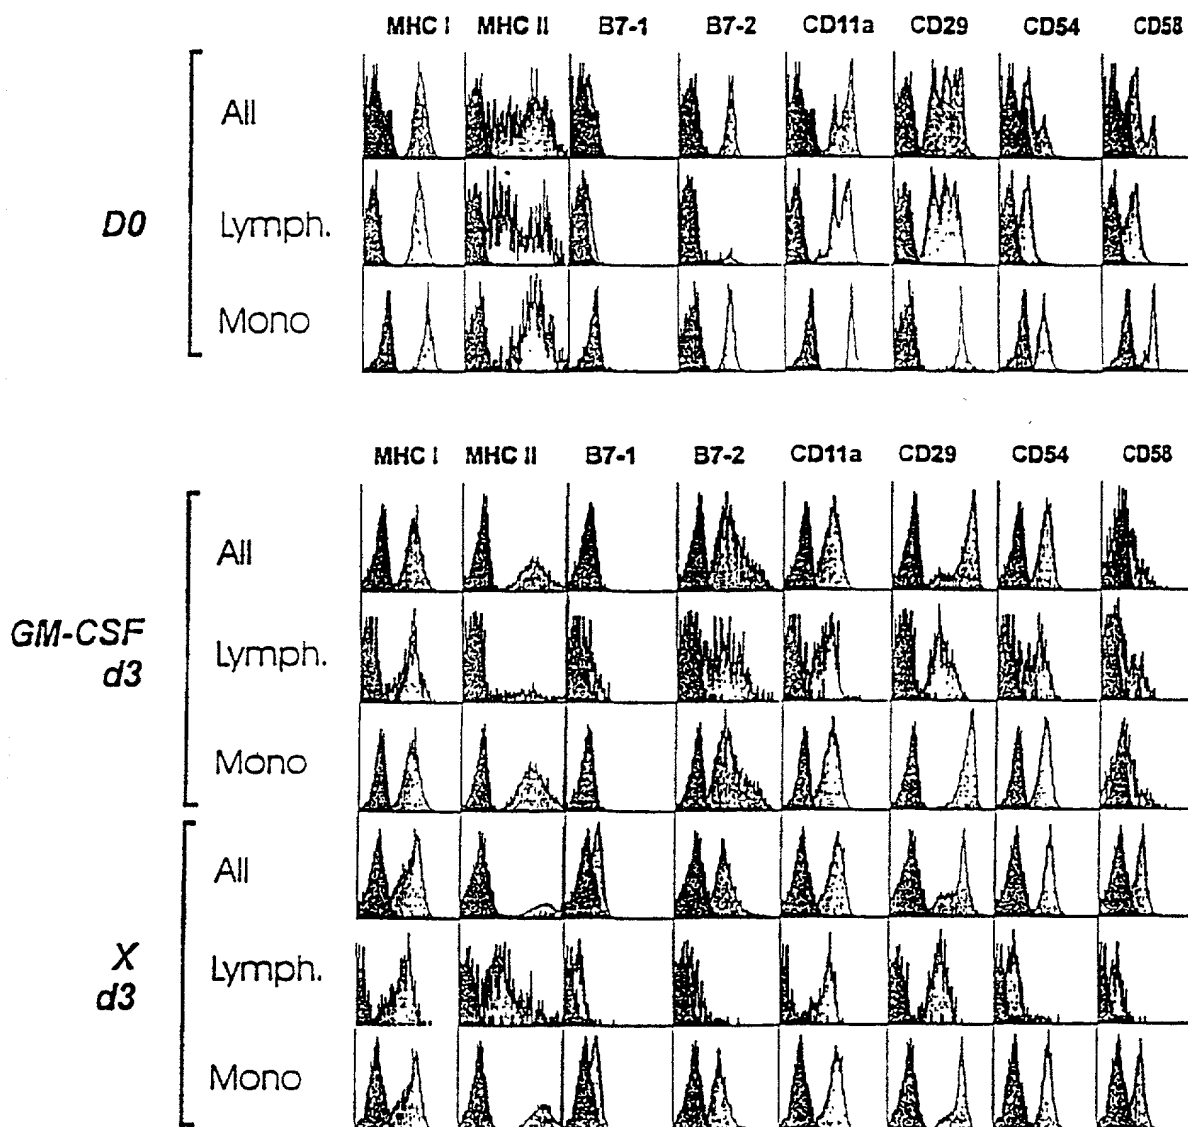 MHC I MHC II B7-1 B7-2 CD11a CD29 CD54 CD58
All
D0 Lymph.
Mono
MHC I MHC II B7-1 B7-2 CD11a CD29 CD54 CD58
All
GM-CSF
d3
Lymph.
Mono
All
X
d3
Lymph.
Mono